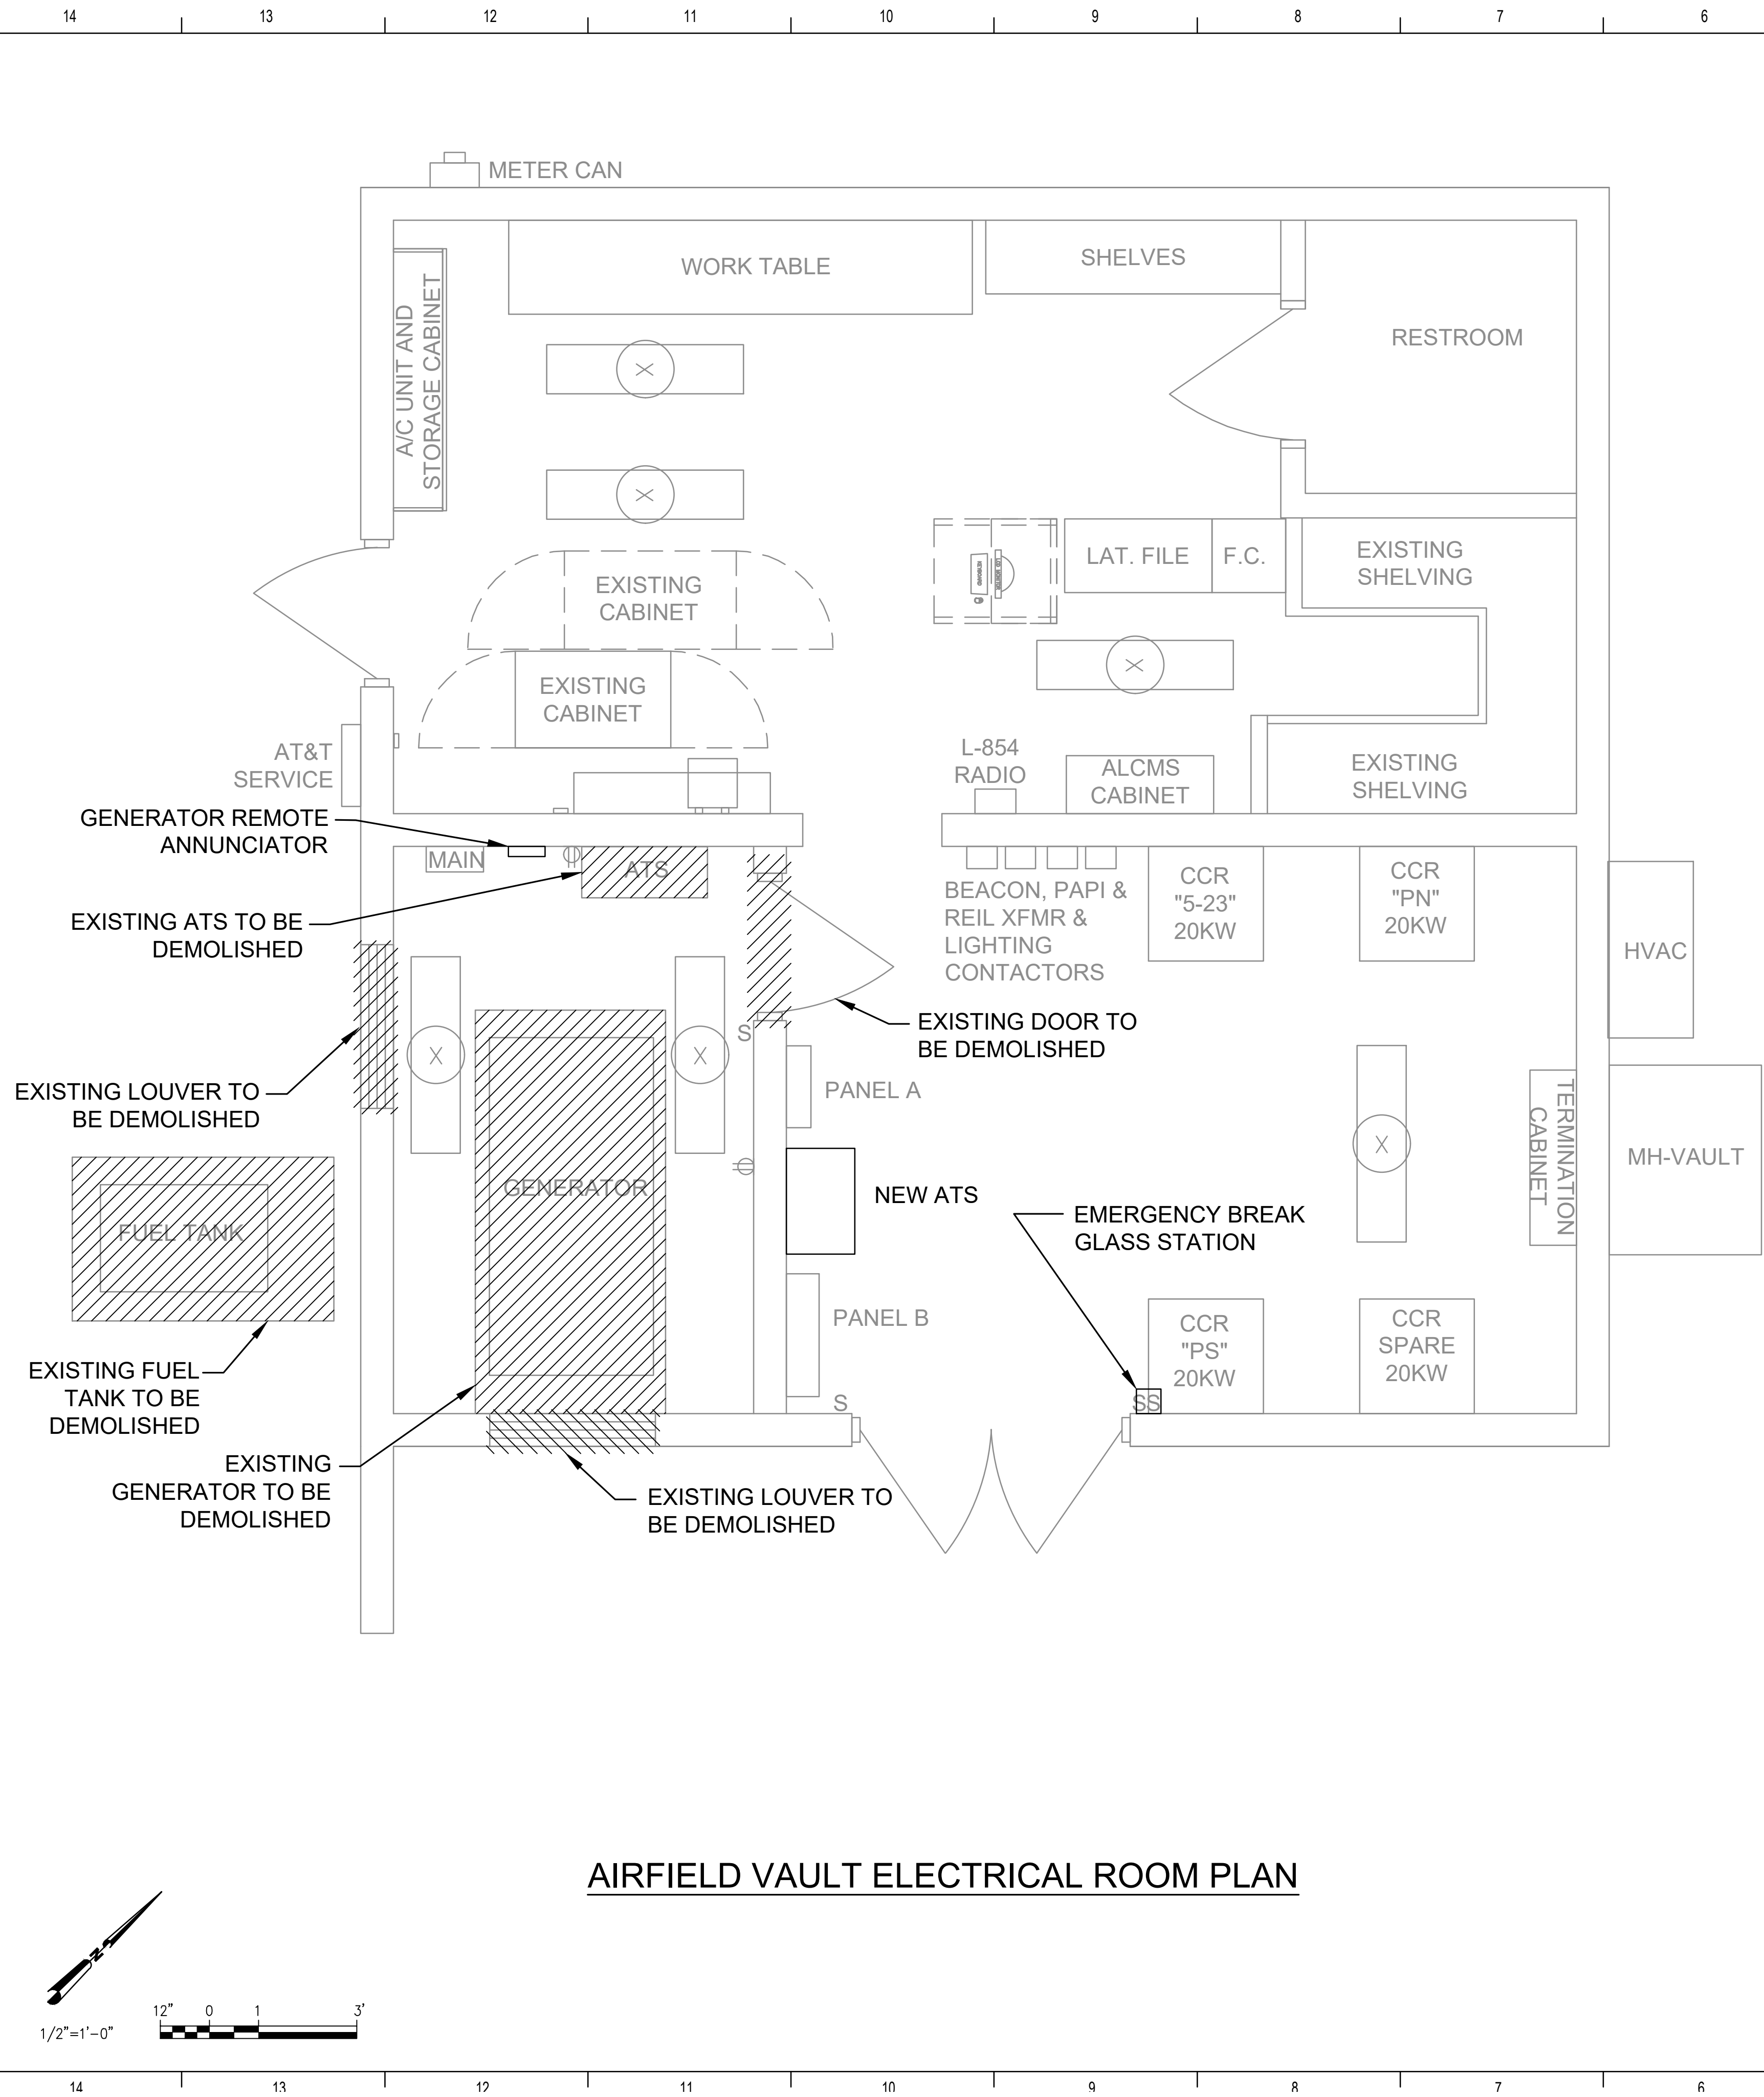 14 13 12 11 10 9 8 7 6
METER CAN
WORK TABLE
SHELVES
A/C UNIT AND
STORAGE CABINET
RESTROOM
EXISTING
CABINET
KEYBOARD
LCD MONITOR
LAT. FILE
F.C.
EXISTING
SHELVING
EXISTING
CABINET
AT&T
SERVICE
L-854
RADIO
ALCMS
CABINET
EXISTING
SHELVING
GENERATOR REMOTE
ANNUNCIATOR
MAIN
ATS
EXISTING ATS TO BE
DEMOLISHED
BEACON, PAPI &
REIL XFMR &
LIGHTING
CONTACTORS
CCR
"5-23"
20KW
CCR
"PN"
20KW
HVAC
EXISTING DOOR TO
BE DEMOLISHED
S
EXISTING LOUVER TO
BE DEMOLISHED
PANEL A
TERMINATION
CABINET
MH-VAULT
GENERATOR
NEW ATS
FUEL TANK
EMERGENCY BREAK
GLASS STATION
PANEL B
CCR
"PS"
20KW
CCR
SPARE
20KW
S
SS
EXISTING FUEL
TANK TO BE
DEMOLISHED
EXISTING
GENERATOR TO BE
DEMOLISHED
EXISTING LOUVER TO
BE DEMOLISHED
AIRFIELD VAULT ELECTRICAL ROOM PLAN
N
12" 0 1 3'
1/2"=1'-0"
14 13 12 11 10 9 8 7 6